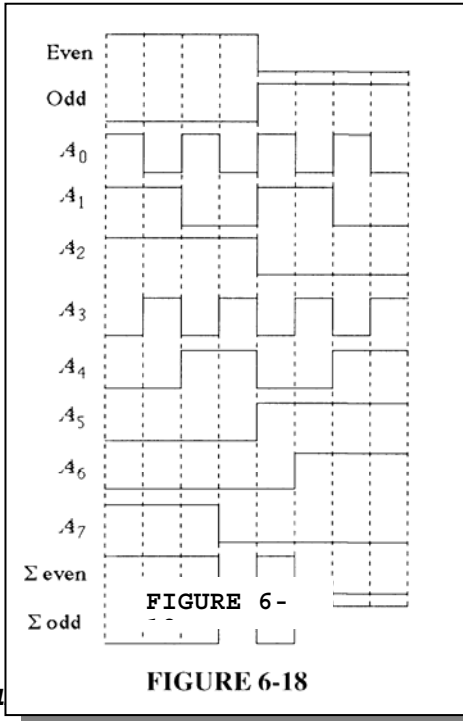 Even
Odd
A0
A1
A2
A3
A4
A5
A6
A7
Σ even
FIGURE 6-
Σ odd
FIGURE 6-18